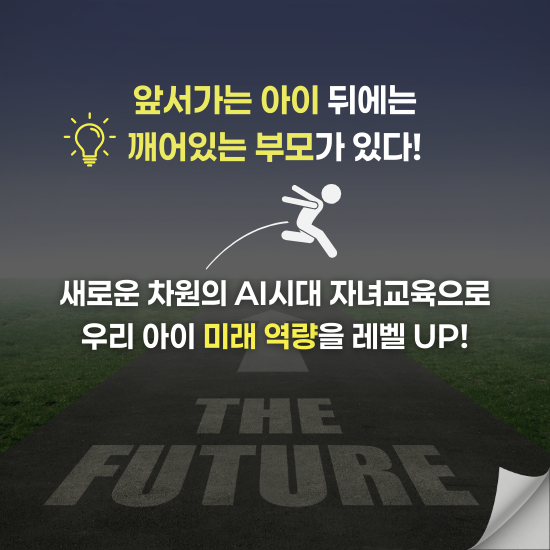 앞서가는 아이 뒤에는
깨어있는 부모가 있다!
새로운 차원의 AI시대 자녀교육으로
우리 아이 미래 역량을 레벨 UP!
THE
FUTURE